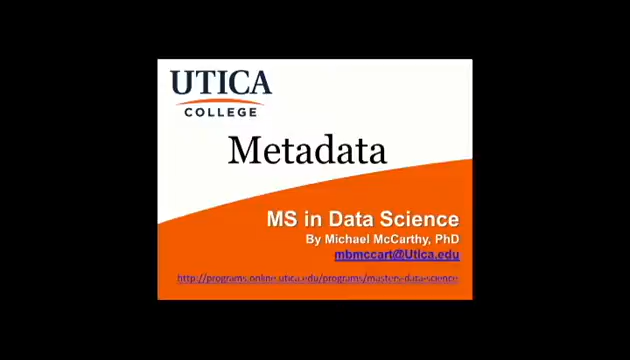 UTICA
COLLEGE
Metadata
MS in Data Science
By Michael McCarthy, PhD
mbmccart@Utica.edu
http://programs.online.utica.edu/programs/masters-data-science